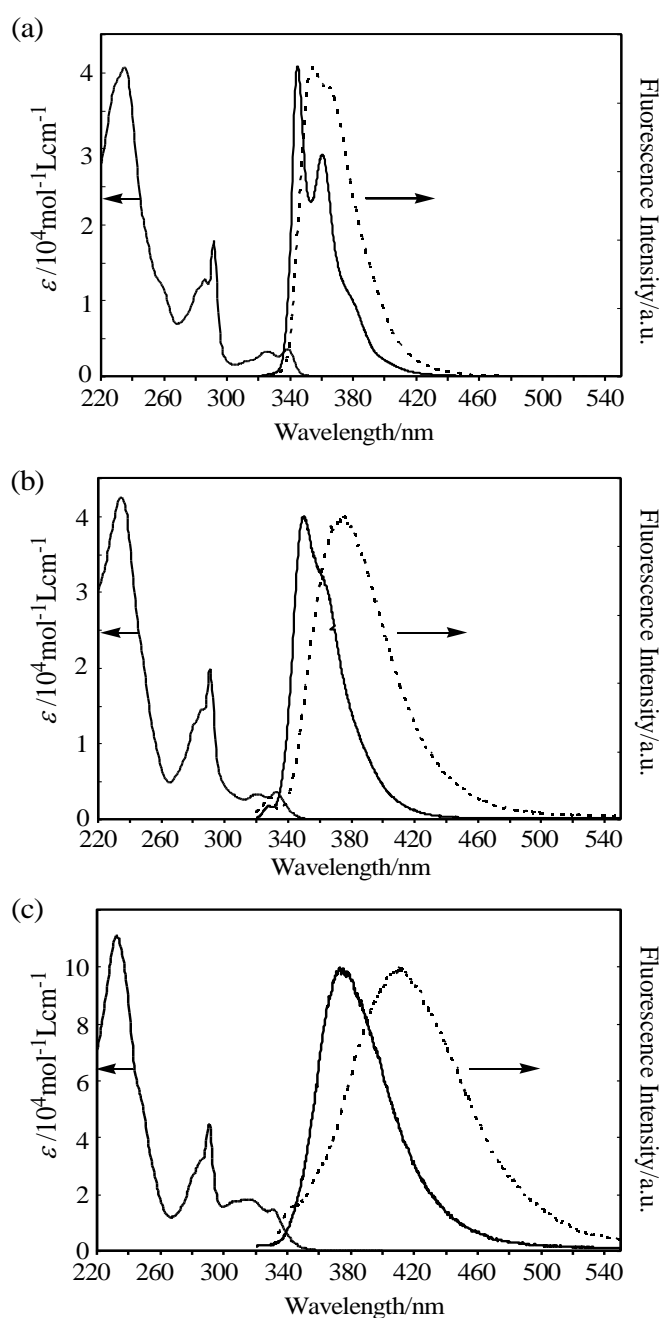 (a)
ε /10⁴mol⁻¹Lcm⁻¹
4
3
2
1
0
220 260 300 340 380 420 460 500 540
Wavelength/nm
Fluorescence Intensity/a.u.
(b)
ε /10⁴mol⁻¹Lcm⁻¹
4
3
2
1
0
220 260 300 340 380 420 460 500 540
Wavelength/nm
Fluorescence Intensity/a.u.
(c)
ε /10⁴mol⁻¹Lcm⁻¹
10
8
6
4
2
0
220 260 300 340 380 420 460 500 540
Wavelength/nm
Fluorescence Intensity/a.u.